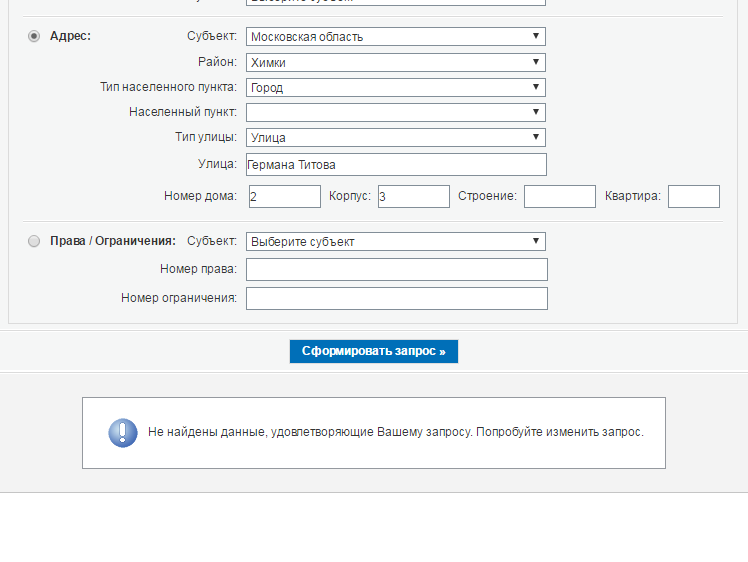 Адрес: Субъект: Московская область
Район: Химки
Тип населенного пункта: Город
Населенный пункт:
Тип улицы: Улица
Улица: Германа Титова
Номер дома: 2 Корпус: 3 Строение: Квартира:
Права / Ограничения: Субъект: Выберите субъект
Номер права:
Номер ограничения:
Сформировать запрос »
Не найдены данные, удовлетворяющие Вашему запросу. Попробуйте изменить запрос.